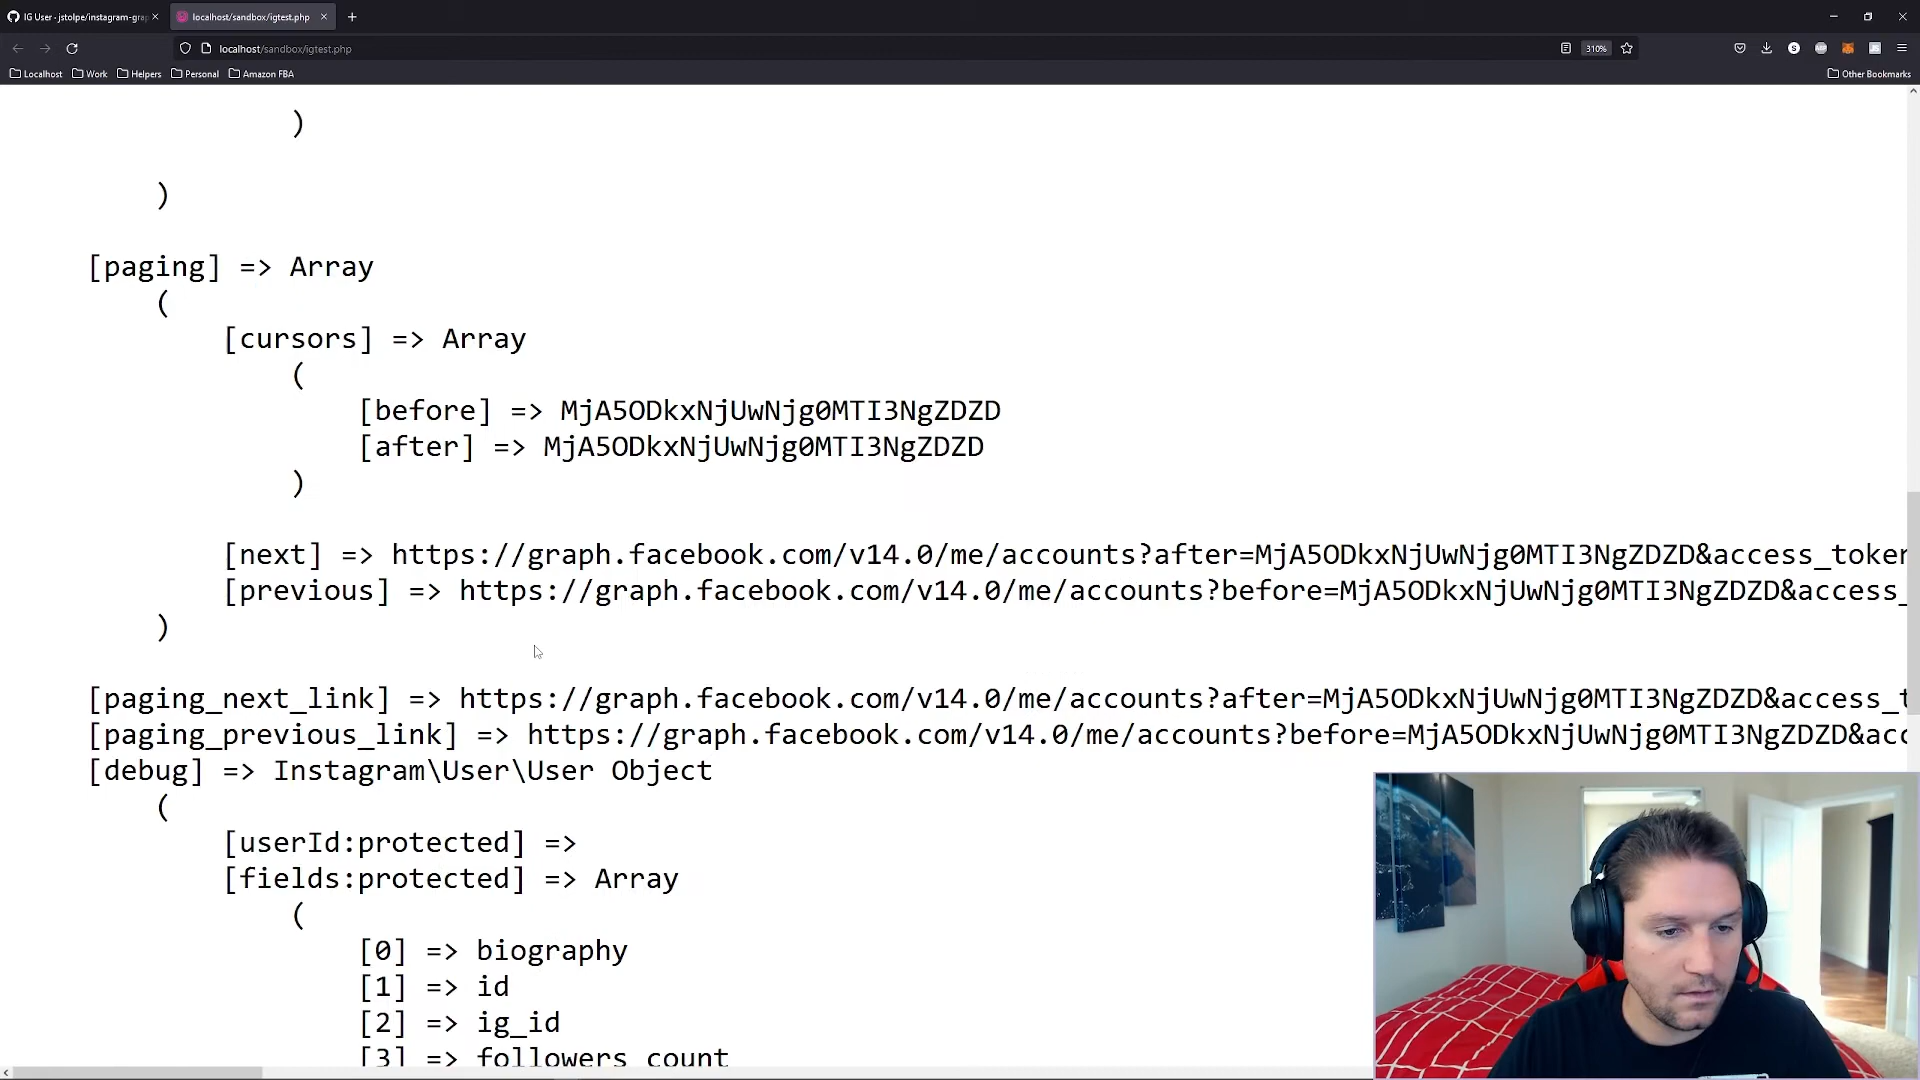 IG User - jstolpe/instagram-grap
localhost/sandbox/igtest.php
localhost/sandbox/igtest.php
310%
Localhost
Work
Helpers
Personal
Amazon FBA
Other Bookmarks
)
)
[paging] => Array
(
[cursors] => Array
(
[before] => MjA5ODkxNjUwNjg0MTI3NgZDZD
[after] => MjA5ODkxNjUwNjg0MTI3NgZDZD
)
[next] => https://graph.facebook.com/v14.0/me/accounts?after=MjA5ODkxNjUwNjg0MTI3NgZDZD&access_token
[previous] => https://graph.facebook.com/v14.0/me/accounts?before=MjA5ODkxNjUwNjg0MTI3NgZDZD&access_
)
[paging_next_link] => https://graph.facebook.com/v14.0/me/accounts?after=MjA5ODkxNjUwNjg0MTI3NgZDZD&access_t
[paging_previous_link] => https://graph.facebook.com/v14.0/me/accounts?before=MjA5ODkxNjUwNjg0MTI3NgZDZD&acc
[debug] => Instagram\User\User Object
(
[userId:protected] =>
[fields:protected] => Array
(
[0] => biography
[1] => id
[2] => ig_id
[3] => followers_count